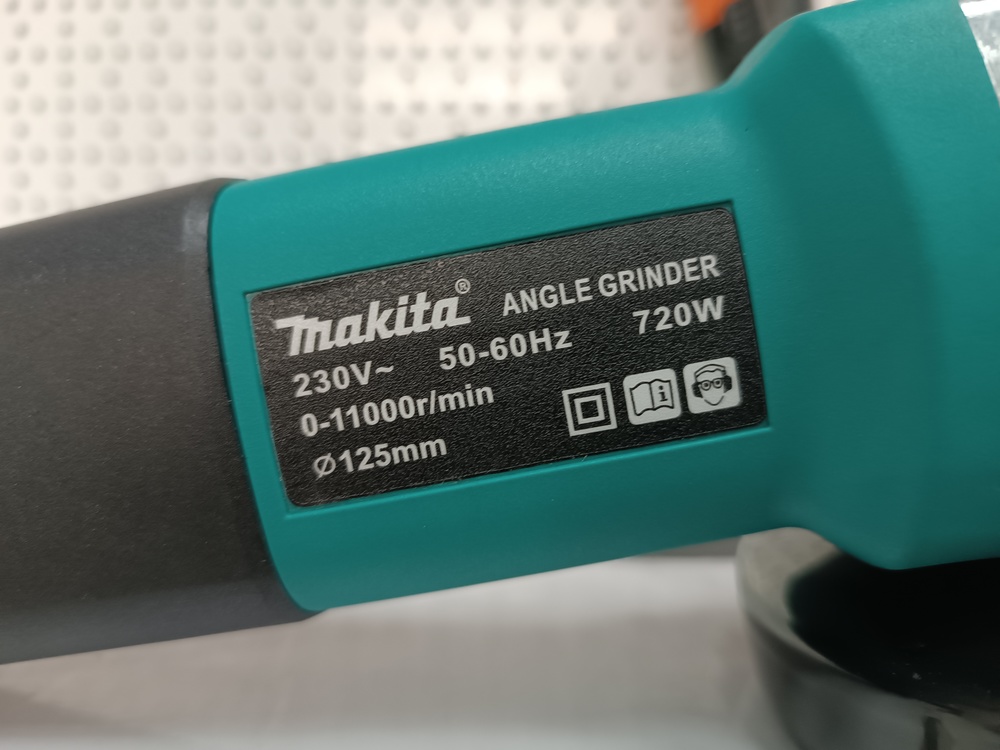 makita® ANGLE GRINDER
230V~ 50-60Hz 720W
0-11000r/min
Ø125mm